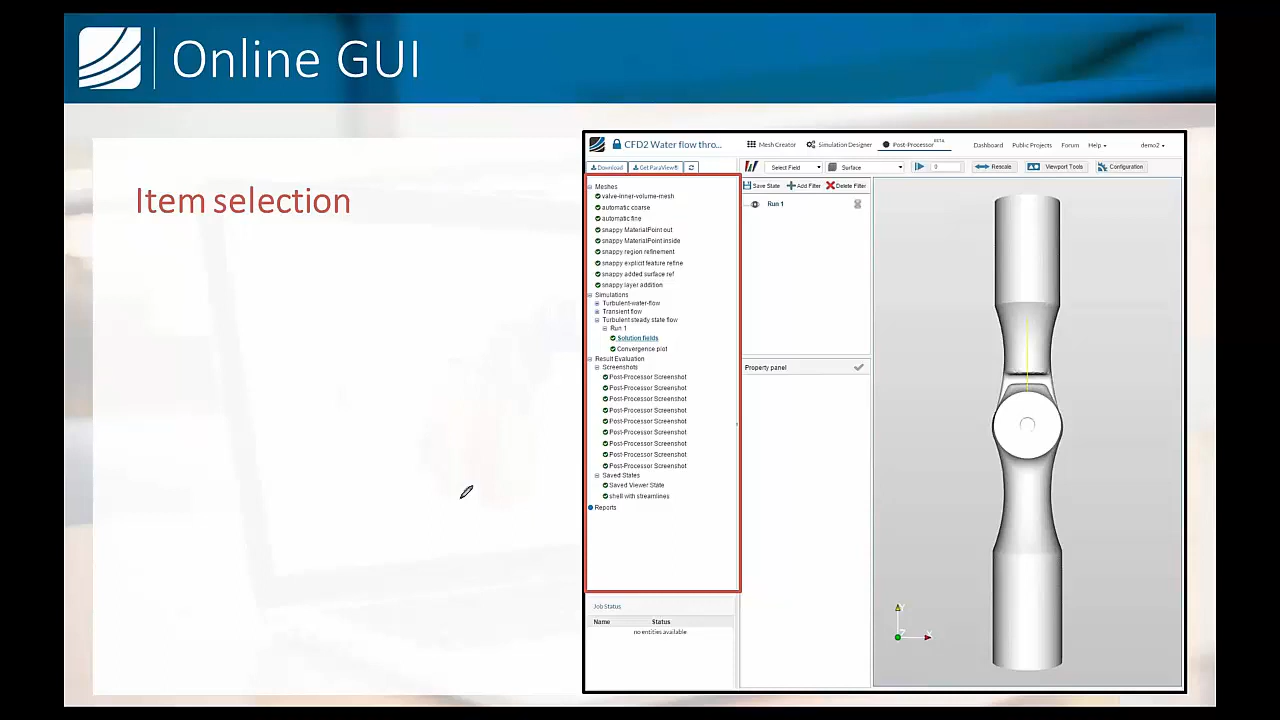 Online GUI
Item selection
CFD2 Water flow thro...
Mesh Creator
Simulation Designer
Post-Processor BETA
Dashboard
Public Projects
Forum
Help
demo2
Download
Get ParaView®
Select Field
Surface
0
Rescale
Viewport Tools
Configuration
Meshes
valve-inner-volume-mesh
automatic coarse
automatic fine
snappy MaterialPoint out
snappy MaterialPoint inside
snappy region refinement
snappy explicit feature refine
snappy added surface ref
snappy layer addition
Simulations
Turbulent-water-flow
Transient flow
Turbulent steady state flow
Run 1
Solution fields
Convergence plot
Result Evaluation
Screenshots
Post-Processor Screenshot
Post-Processor Screenshot
Post-Processor Screenshot
Post-Processor Screenshot
Post-Processor Screenshot
Post-Processor Screenshot
Post-Processor Screenshot
Post-Processor Screenshot
Post-Processor Screenshot
Saved States
Saved Viewer State
shell with streamlines
Reports
Job Status
Name Status
no entities available
Save State
Add Filter
Delete Filter
Run 1
Property panel
Y
Z
X